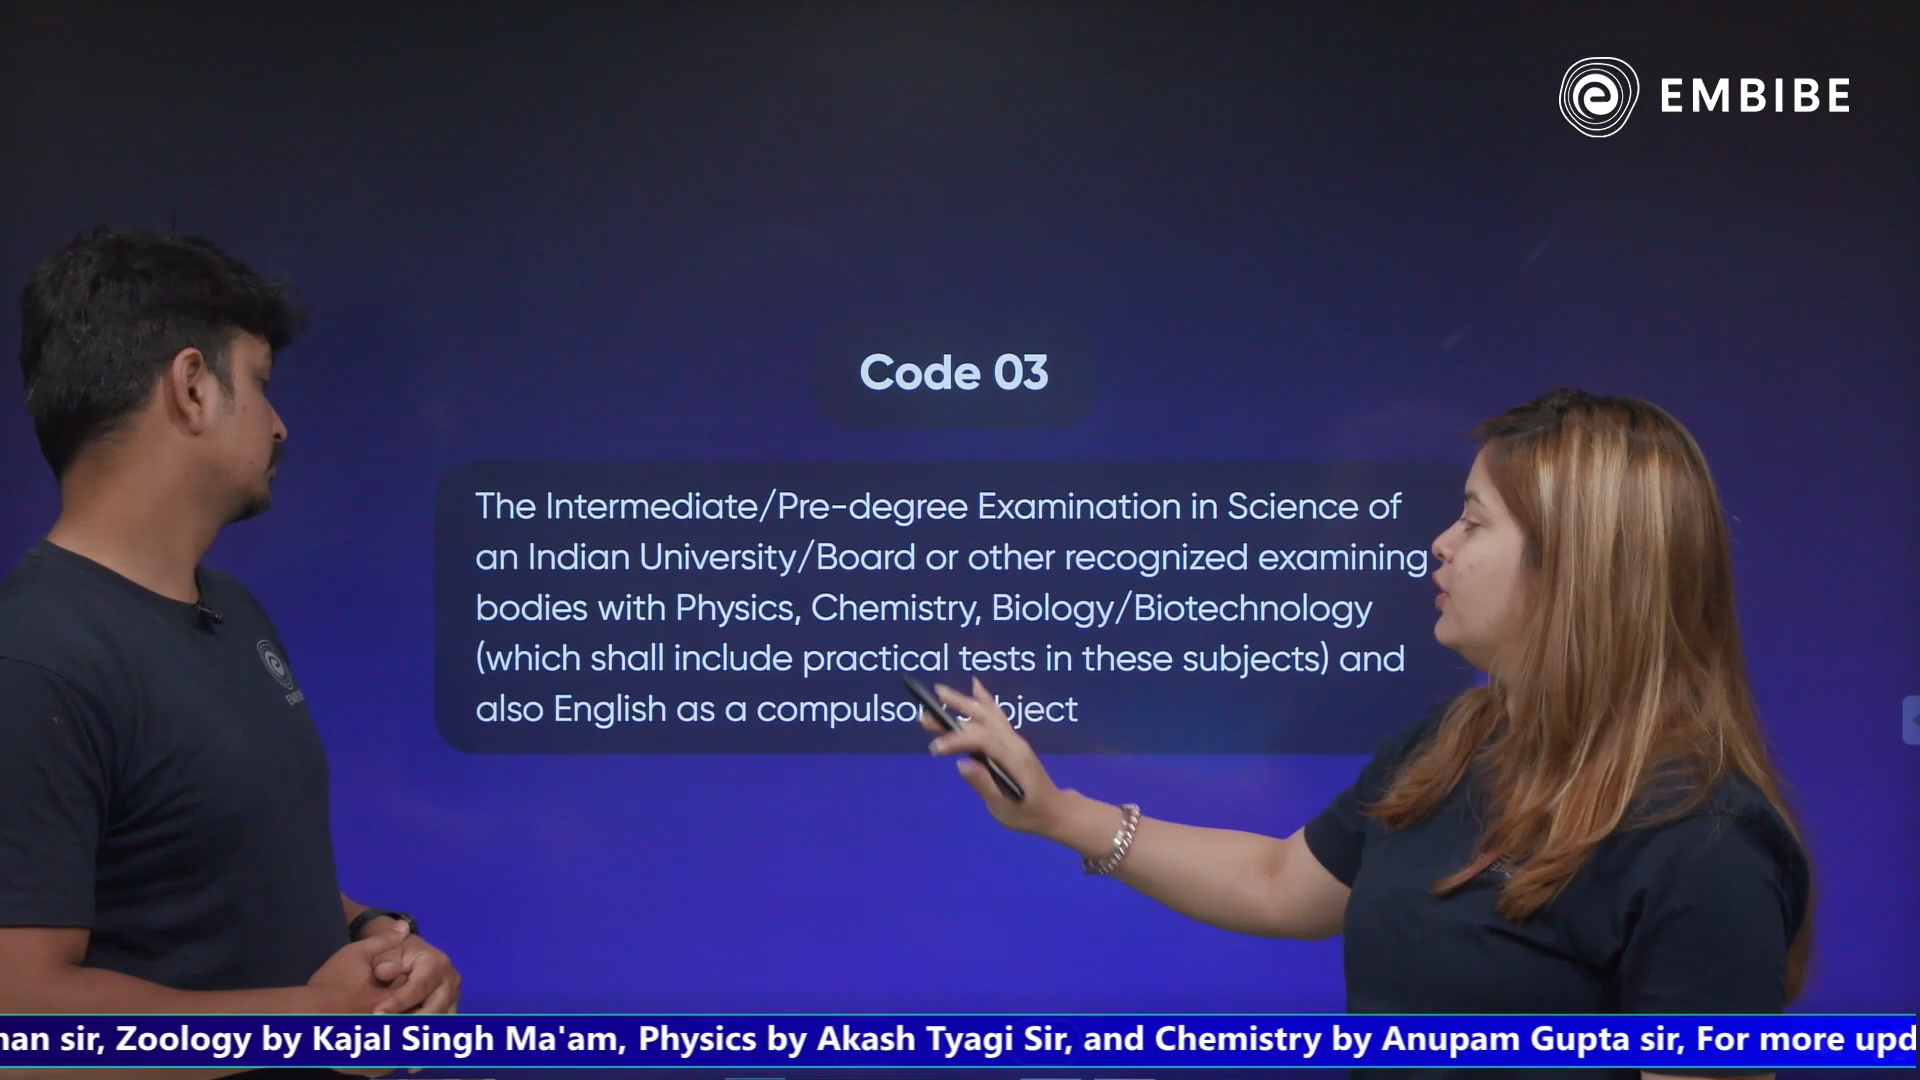 EMBIBE
Code 03
The Intermediate/Pre-degree Examination in Science of
an Indian University/Board or other recognized examining
bodies with Physics, Chemistry, Biology/Biotechnology
(which shall include practical tests in these subjects) and
also English as a compulsory subject
sir, Zoology by Kajal Singh Ma'am, Physics by Akash Tyagi Sir, and Chemistry by Anupam Gupta sir, For more